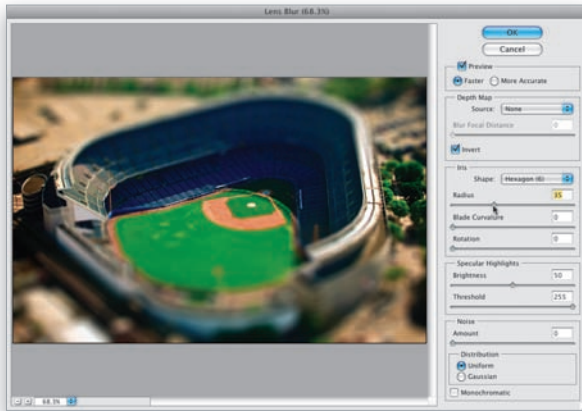 Lens Blur (68.3%)
OK
Cancel
Preview
Faster More Accurate
Depth Map
Source: None
Blur Focal Distance 0
Invert
Iris
Shape: Hexagon (6)
Radius 35
Blade Curvature 0
Rotation 0
Specular Highlights
Brightness 50
Threshold 255
Noise
Amount 0
Distribution
Uniform
Gaussian
Monochromatic
68.3%